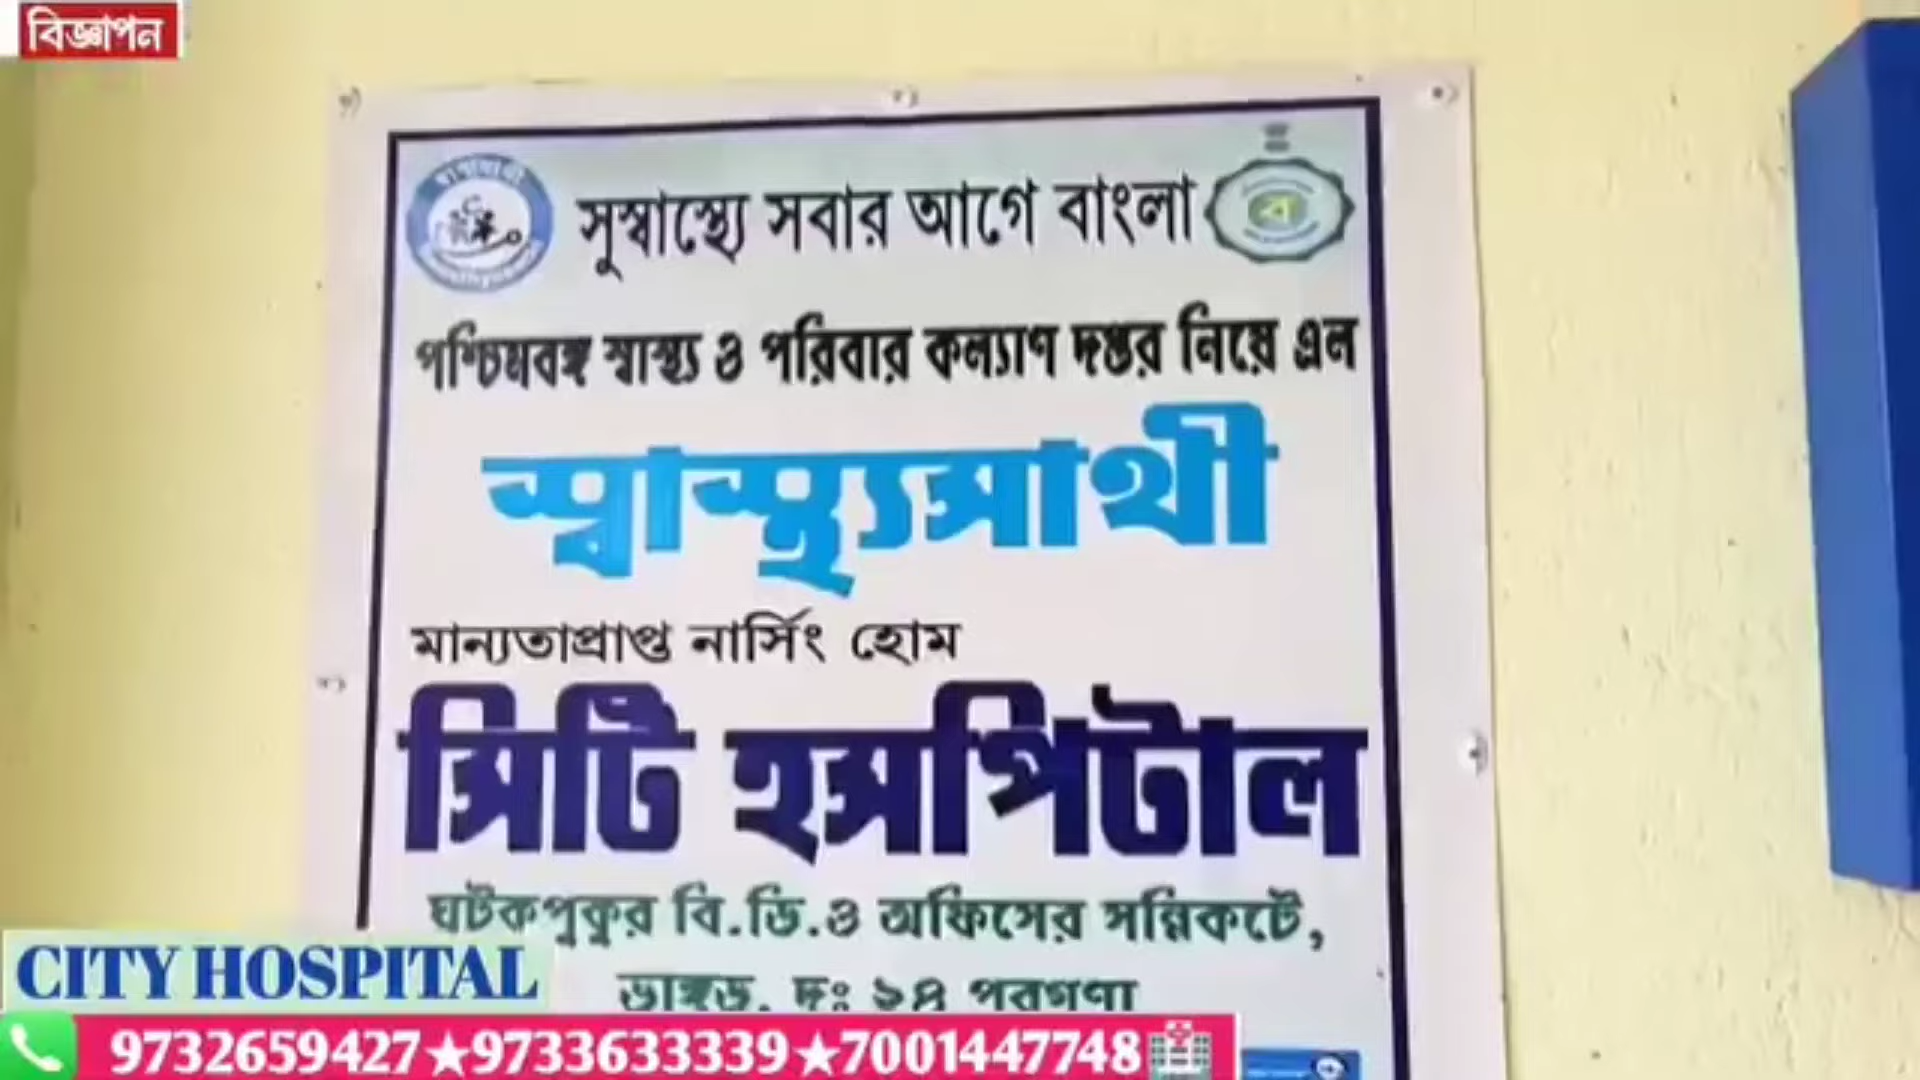 বিজ্ঞাপন
সুস্বাস্থ্যে সবার আগে বাংলা
পশ্চিমবঙ্গ স্বাস্থ্য ও পরিবার কল্যাণ দপ্তর নিয়ে এল
স্বাস্থ্যসাথী
মান্যতাপ্রাপ্ত নার্সিং হোম
সিটি হসপিটাল
ঘটকপুকুর বি.ডি.ও অফিসের সন্নিকটে,
ভাঙ্গড়, দঃ ২৪ পরগণা
CITY HOSPITAL
9732659427★9733633339★7001447748